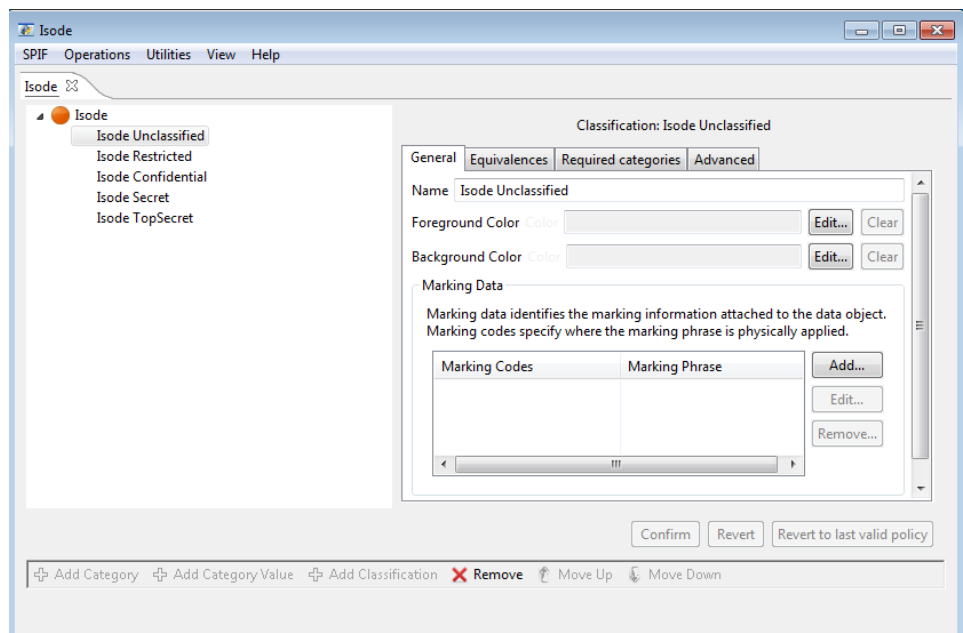 Isode
SPIF Operations Utilities View Help
Isode
Isode
Isode Unclassified
Isode Restricted
Isode Confidential
Isode Secret
Isode TopSecret
Classification: Isode Unclassified
General Equivalences Required categories Advanced
Name Isode Unclassified
Foreground Color Color Edit... Clear
Background Color Color Edit... Clear
Marking Data
Marking data identifies the marking information attached to the data object.
Marking codes specify where the marking phrase is physically applied.
Marking Codes Marking Phrase Add...
Edit...
Remove...
Confirm Revert Revert to last valid policy
Add Category Add Category Value Add Classification Remove Move Up Move Down